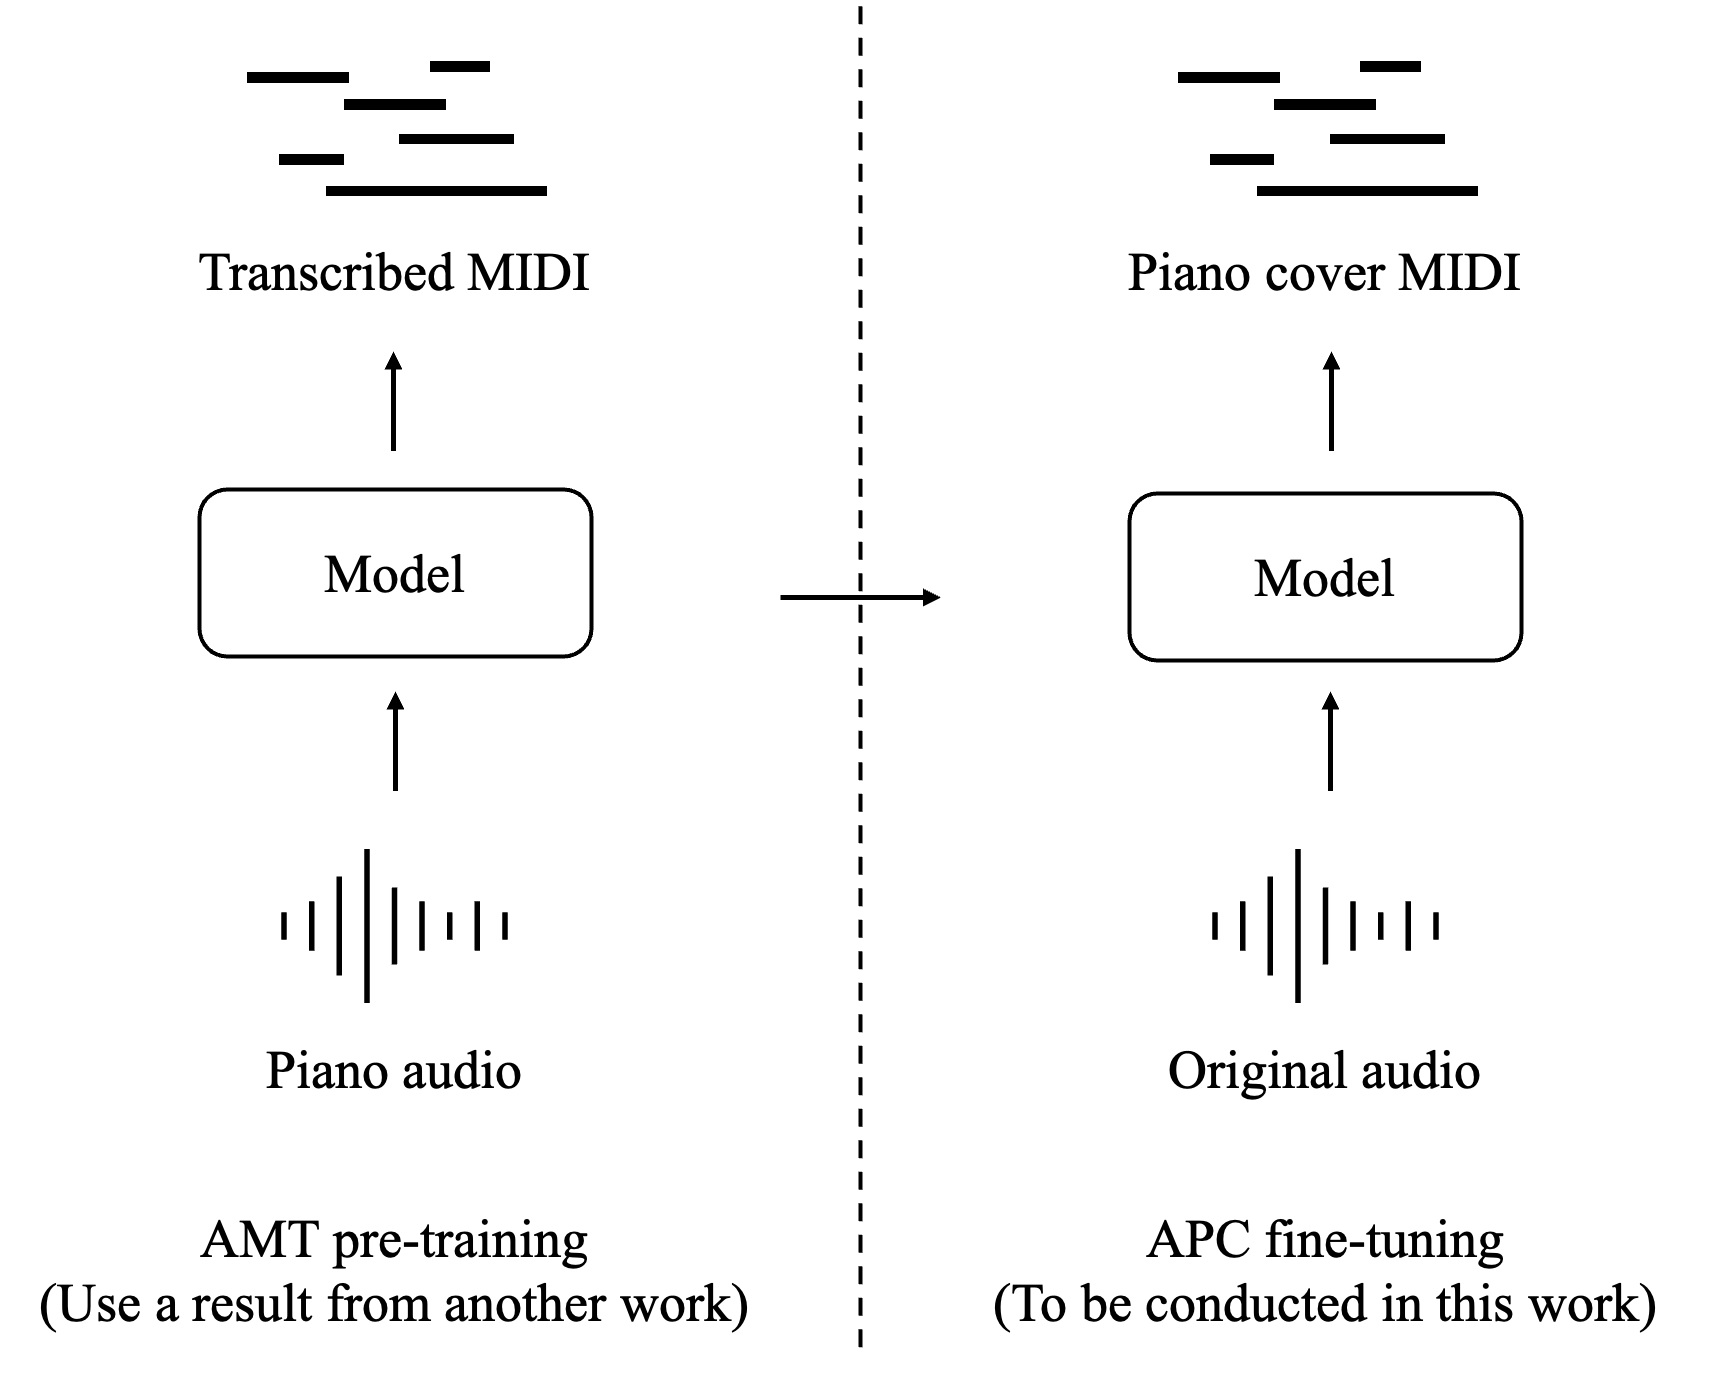 Transcribed MIDI
Model
Piano audio
AMT pre-training
(Use a result from another work)
Piano cover MIDI
Model
Original audio
APC fine-tuning
(To be conducted in this work)